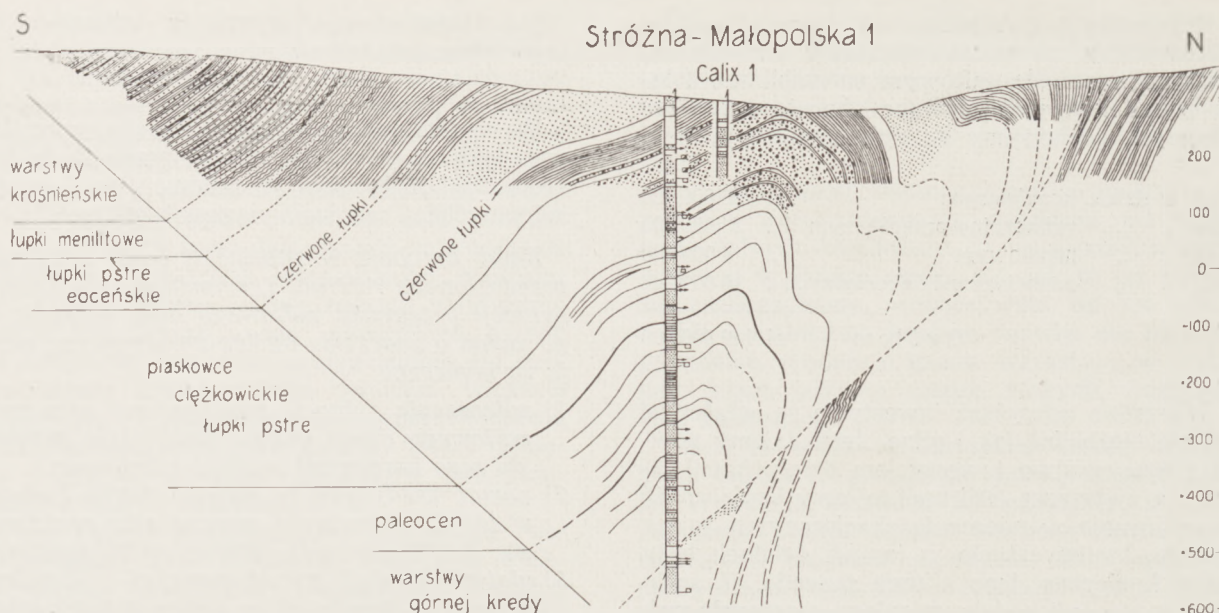 S
Stróżna-Małopolska 1
Calix 1
N
warstwy
krośnieńskie
łupki menilitowe
łupki pstre
eoceńskie
piaskowce
ciężkowickie
łupki pstre
paleocen
warstwy
górnej kredy
czerwone łupki
czerwone łupki
200
100
0
-100
-200
-300
-400
-500
-600